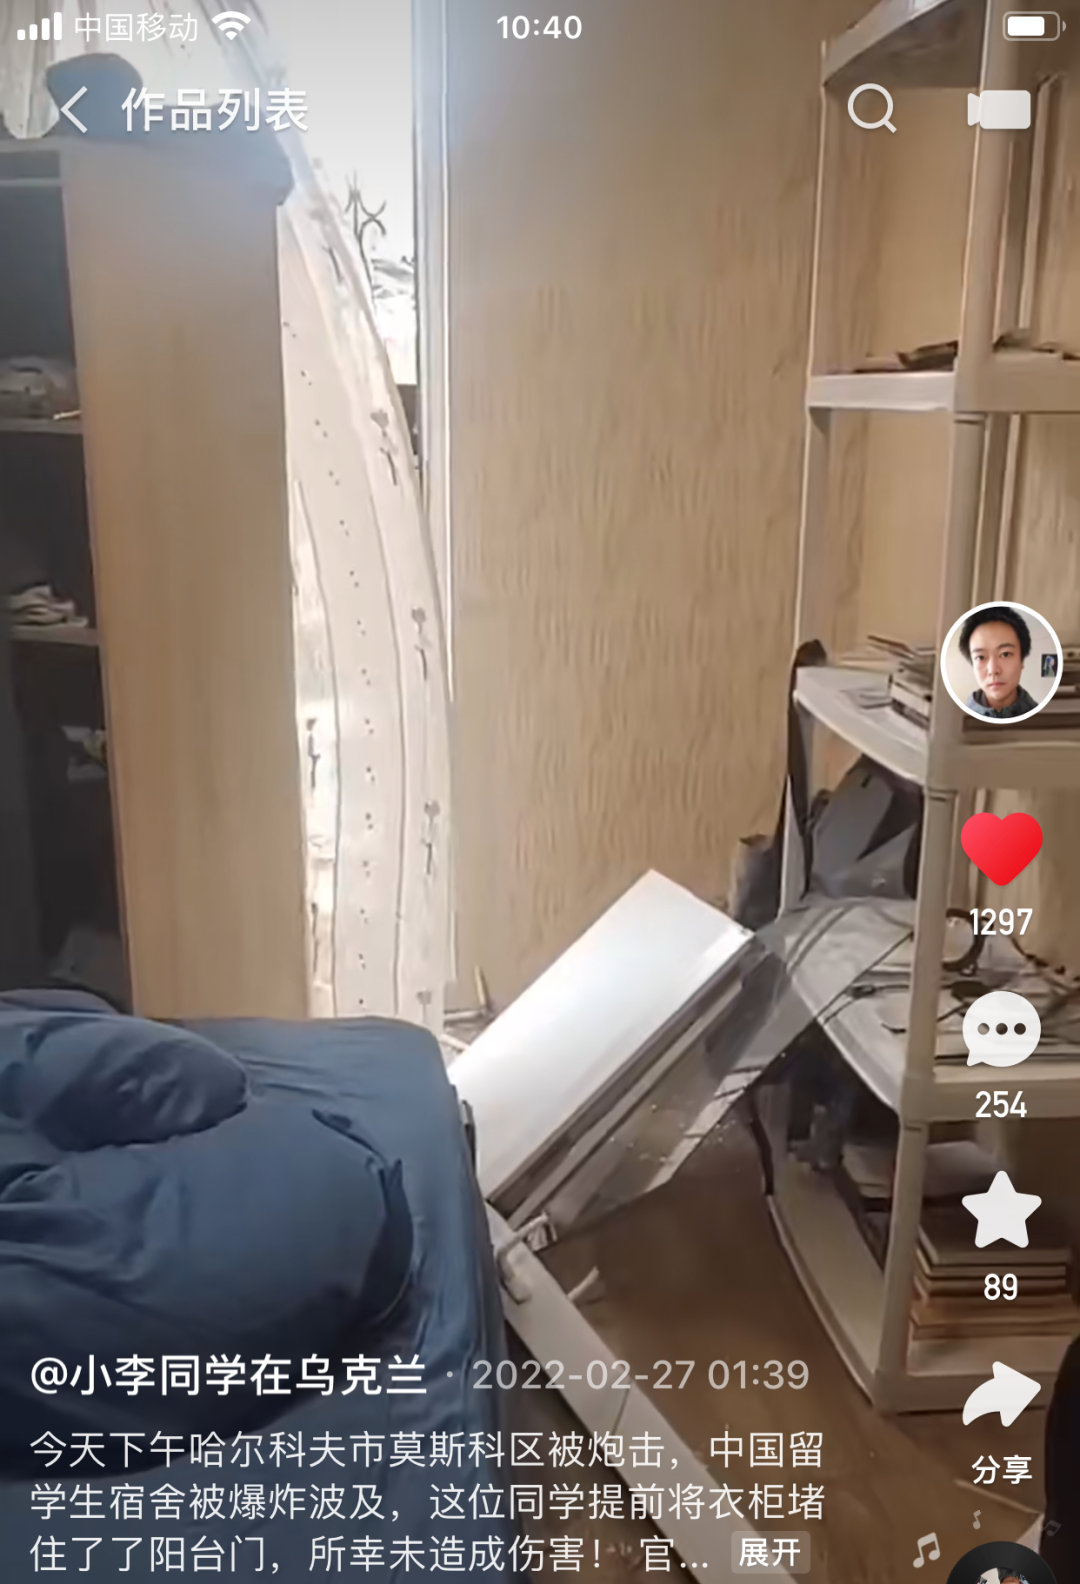 中国移动
10:40
作品列表
1297
254
89
分享
@小李同学在乌克兰 · 2022-02-27 01:39
今天下午哈尔科夫市莫斯科区被炮击，中国留
学生宿舍被爆炸波及，这位同学提前将衣柜堵
住了了阳台门，所幸未造成伤害！ 官... 展开